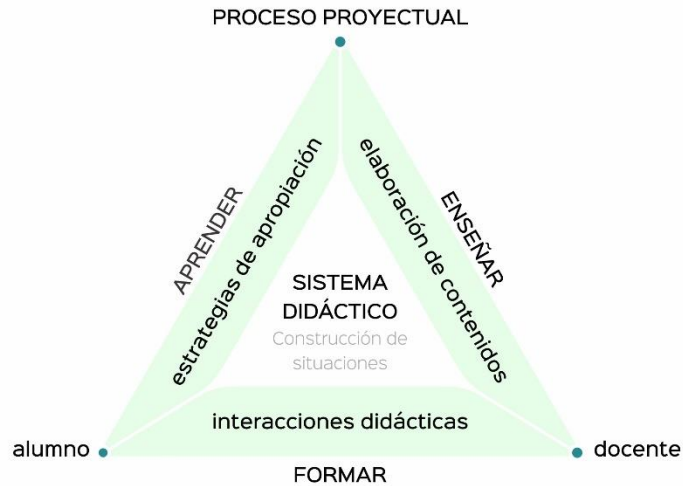 PROCESO PROYECTUAL
APRENDER
estrategias de apropiación
elaboración de contenidos
ENSEÑAR
SISTEMA
DIDÁCTICO
Construcción de
situaciones
interacciones didácticas
alumno
docente
FORMAR